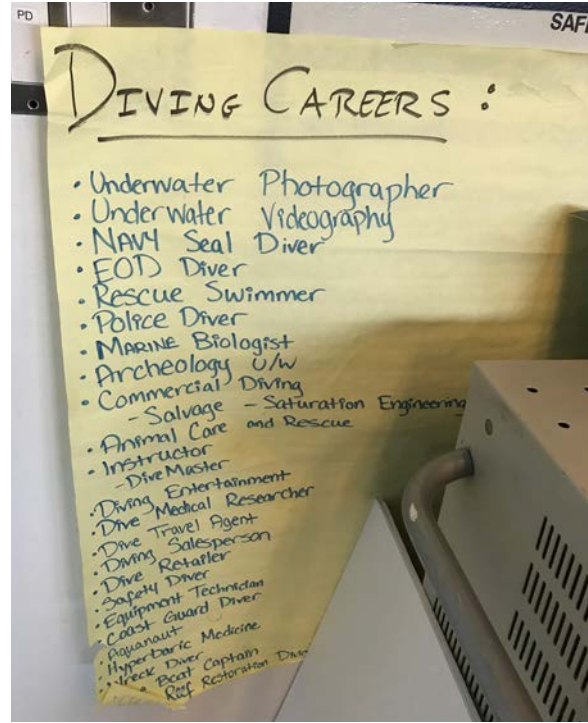 PD
SAF
DIVING CAREERS :
• Underwater Photographer
• Underwater Videography
• NAVY Seal Diver
• EOD Diver
• Rescue Swimmer
• Police Diver
• MARINE Biologist
• Archeology U/W
• Commercial Diving
- Salvage - Saturation Engineering
• Animal Care and Rescue
• Instructor
- Dive Master
• Diving Entertainment
• Dive Medical Researcher
• Dive Travel Agent
• Diving Salesperson
• Dive Retailer
• Safety Diver
• Equipment Technician
• Coast Guard Diver
• Aquanaut
• Hyperbaric Medicine
• Wreck Diver
Boat Captain
Reef Restoration